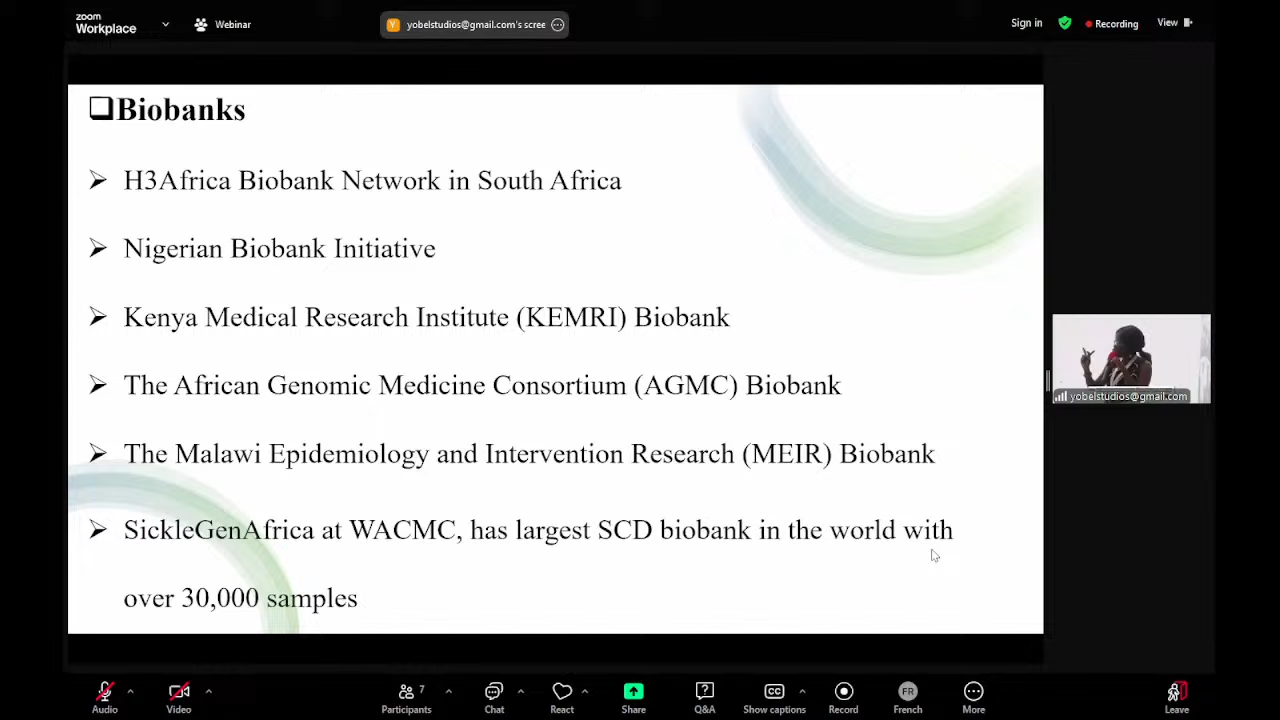 zoom
Workplace
Webinar
Y yobelstudios@gmail.com's scree
Sign in
Recording
View
❑Biobanks
➢ H3Africa Biobank Network in South Africa
➢ Nigerian Biobank Initiative
➢ Kenya Medical Research Institute (KEMRI) Biobank
➢ The African Genomic Medicine Consortium (AGMC) Biobank
➢ The Malawi Epidemiology and Intervention Research (MEIR) Biobank
➢ SickleGenAfrica at WACMC, has largest SCD biobank in the world with
over 30,000 samples
yobelstudios@gmail.com
Audio
Video
7
Participants
Chat
React
Share
Q&A
CC
Show captions
Record
FR
French
More
Leave